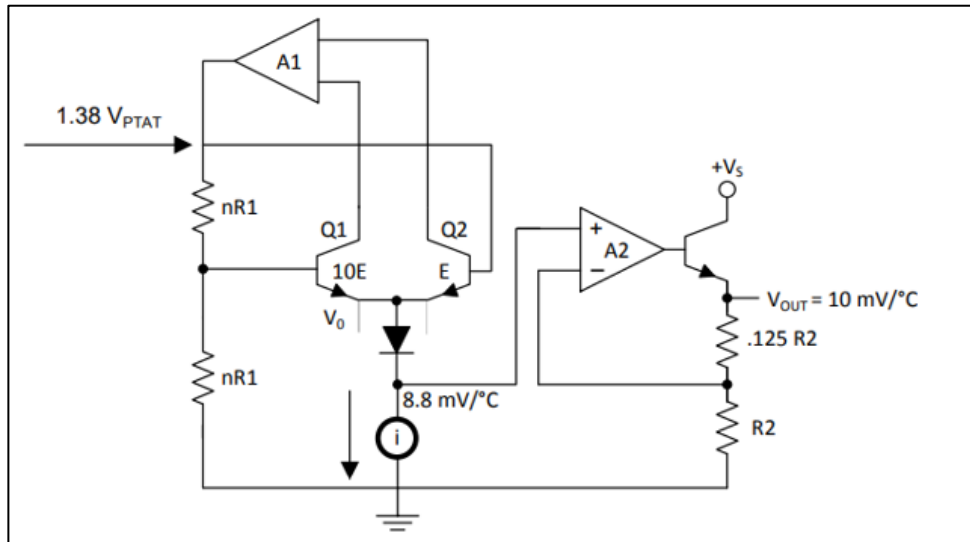 A1
1.38 VPTAT
+VS
nR1
Q1
Q2
10E
E
+
A2
−
V0
VOUT = 10 mV/°C
.125 R2
nR1
8.8 mV/°C
i
R2